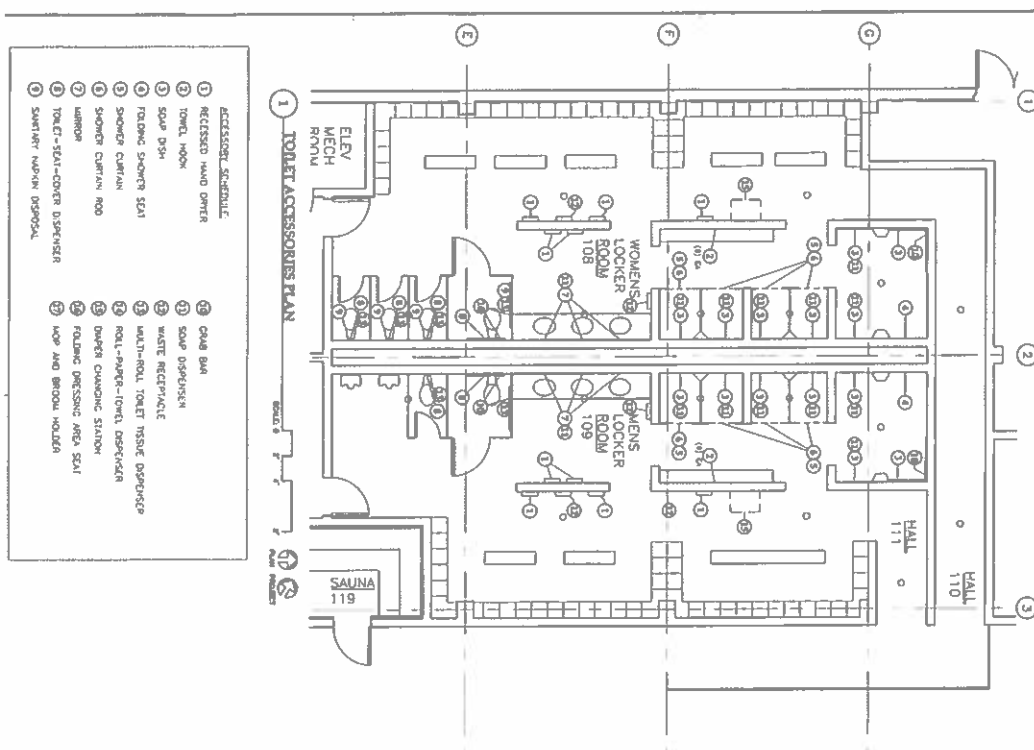 ACCESSORY SCHEDULE:
1 RECESSED HAND DRYER
2 TOWEL HOOK
3 SOAP DISH
4 FOLDING SHOWER SEAT
5 SHOWER CURTAIN
6 SHOWER CURTAIN ROD
7 MIRROR
8 TOILET-SEAT-COVER DISPENSER
9 SANITARY NAPKIN DISPOSAL
10 GRAB BAR
11 SOAP DISPENSER
12 WASTE RECEPTACLE
13 MULTI-ROLL TOILET TISSUE DISPENSER
14 ROLL-PAPER-TOWEL DISPENSER
15 DIAPER CHANGING STATION
16 FOLDING DRESSING AREA SEAT
17 MOP AND BROOM HOLDER
1 TOILET ACCESSORIES PLAN
PLAN PROJECT
ELEV
MECH
ROOM
WOMENS
LOCKER
ROOM
108
MENS
LOCKER
ROOM
109
HALL
111
HALL
110
SAUNA
119
E
F
G
1
2
3